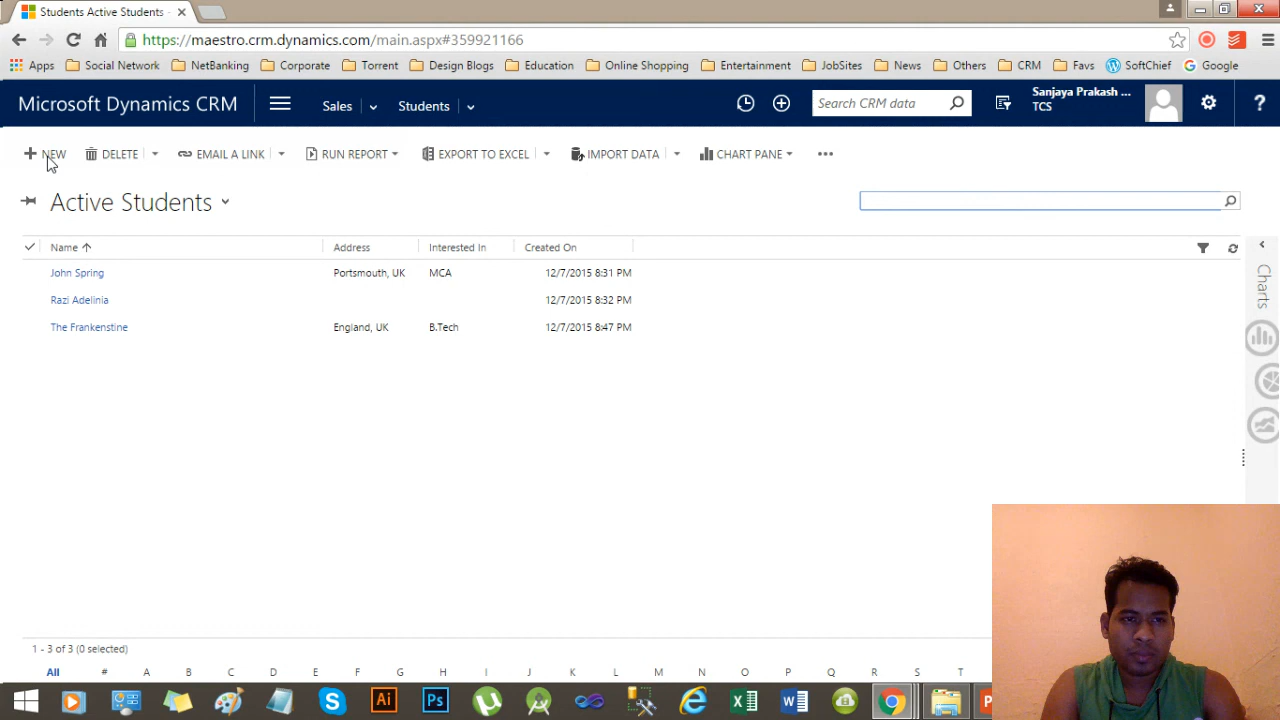 Students Active Students -
https://maestro.crm.dynamics.com/main.aspx#359921166
Apps Social Network NetBanking Corporate Torrent Design Blogs Education Online Shopping Entertainment JobSites News Others CRM Favs SoftChief Google
Microsoft Dynamics CRM Sales Students Search CRM data Sanjaya Prakash ...
TCS
?
NEW DELETE EMAIL A LINK RUN REPORT EXPORT TO EXCEL IMPORT DATA CHART PANE ...
Active Students
Name Address Interested In Created On
John Spring Portsmouth, UK MCA 12/7/2015 8:31 PM
Razi Adelinia 12/7/2015 8:32 PM
The Frankenstine England, UK B.Tech 12/7/2015 8:47 PM
Charts
1 - 3 of 3 (0 selected)
All # A B C D E F G H I J K L M N O P Q R S T
Ai Ps